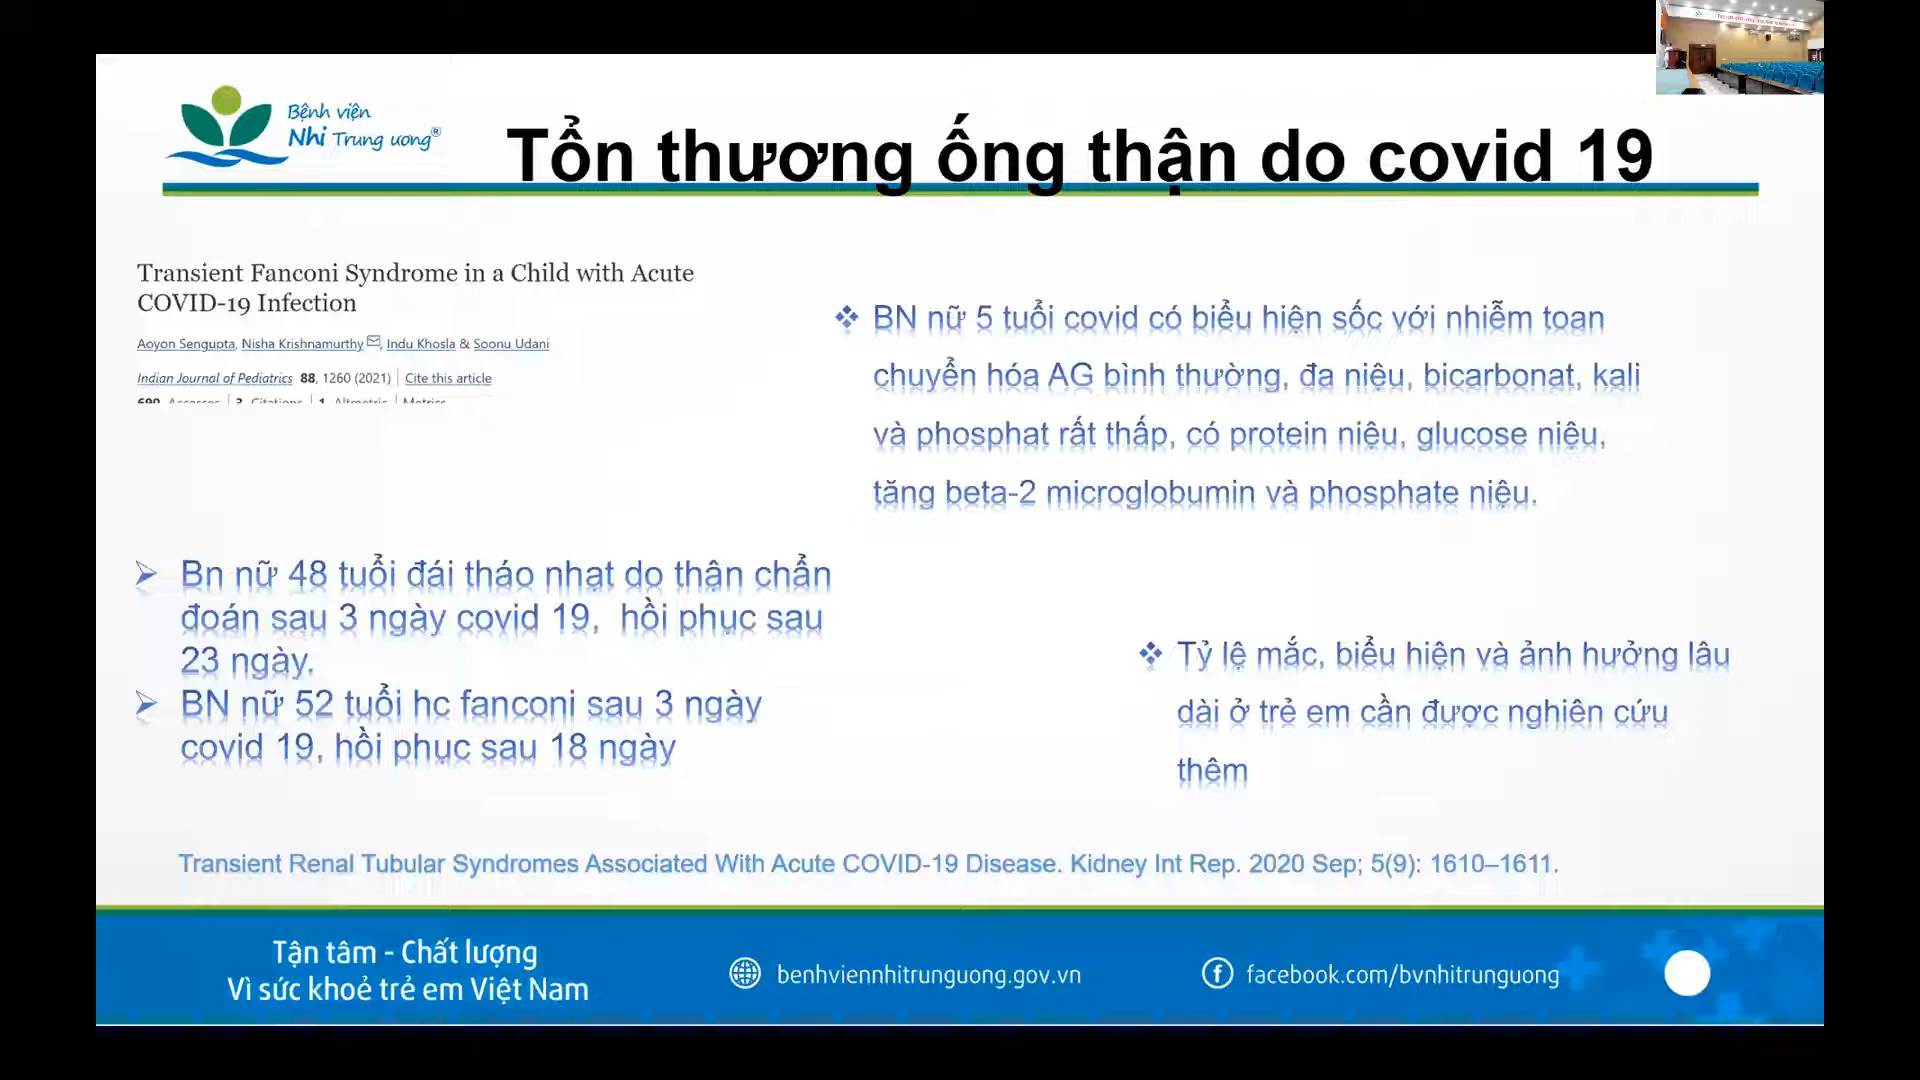 Bệnh viện
Nhi Trung ương®
Tổn thương ống thận do covid 19
Transient Fanconi Syndrome in a Child with Acute
COVID-19 Infection
Aoyon Sengupta, Nisha Krishnamurthy, Indu Khosla & Soonu Udani
Indian Journal of Pediatrics 88, 1260 (2021) | Cite this article
690 Accesses | 3 Citations | 1 Altmetric | Metrics
❖ BN nữ 5 tuổi covid có biểu hiện sốc với nhiễm toan
chuyển hóa AG bình thường, đa niệu, bicarbonat, kali
và phosphat rất thấp, có protein niệu, glucose niệu,
tăng beta-2 microglobumin và phosphate niệu.
➢ Bn nữ 48 tuổi đái tháo nhạt do thận chẩn
đoán sau 3 ngày covid 19, hồi phục sau
23 ngày.
➢ BN nữ 52 tuổi hc fanconi sau 3 ngày
covid 19, hồi phục sau 18 ngày
❖ Tỷ lệ mắc, biểu hiện và ảnh hưởng lâu
dài ở trẻ em cần được nghiên cứu
thêm
Transient Renal Tubular Syndromes Associated With Acute COVID-19 Disease. Kidney Int Rep. 2020 Sep; 5(9): 1610–1611.
Tận tâm - Chất lượng
Vì sức khoẻ trẻ em Việt Nam
benhviennhitrunguong.gov.vn
facebook.com/bvnhitrunguong